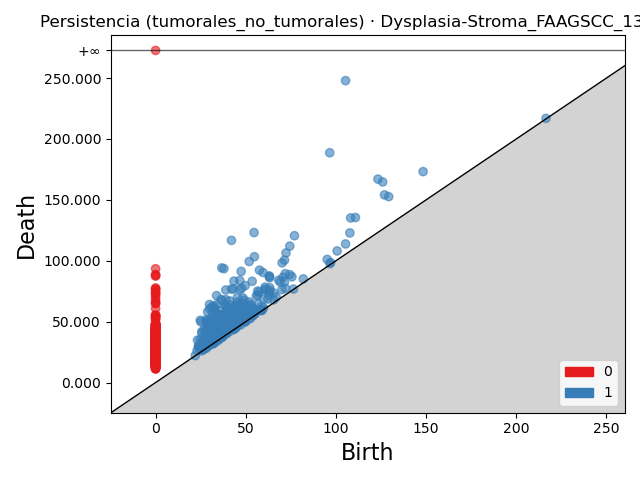 Persistencia (tumorales_no_tumorales) · Dysplasia-Stroma_FAAGSCC_13
+∞
250.000
200.000
150.000
100.000
50.000
0.000
Death
0
1
0 50 100 150 200 250
Birth